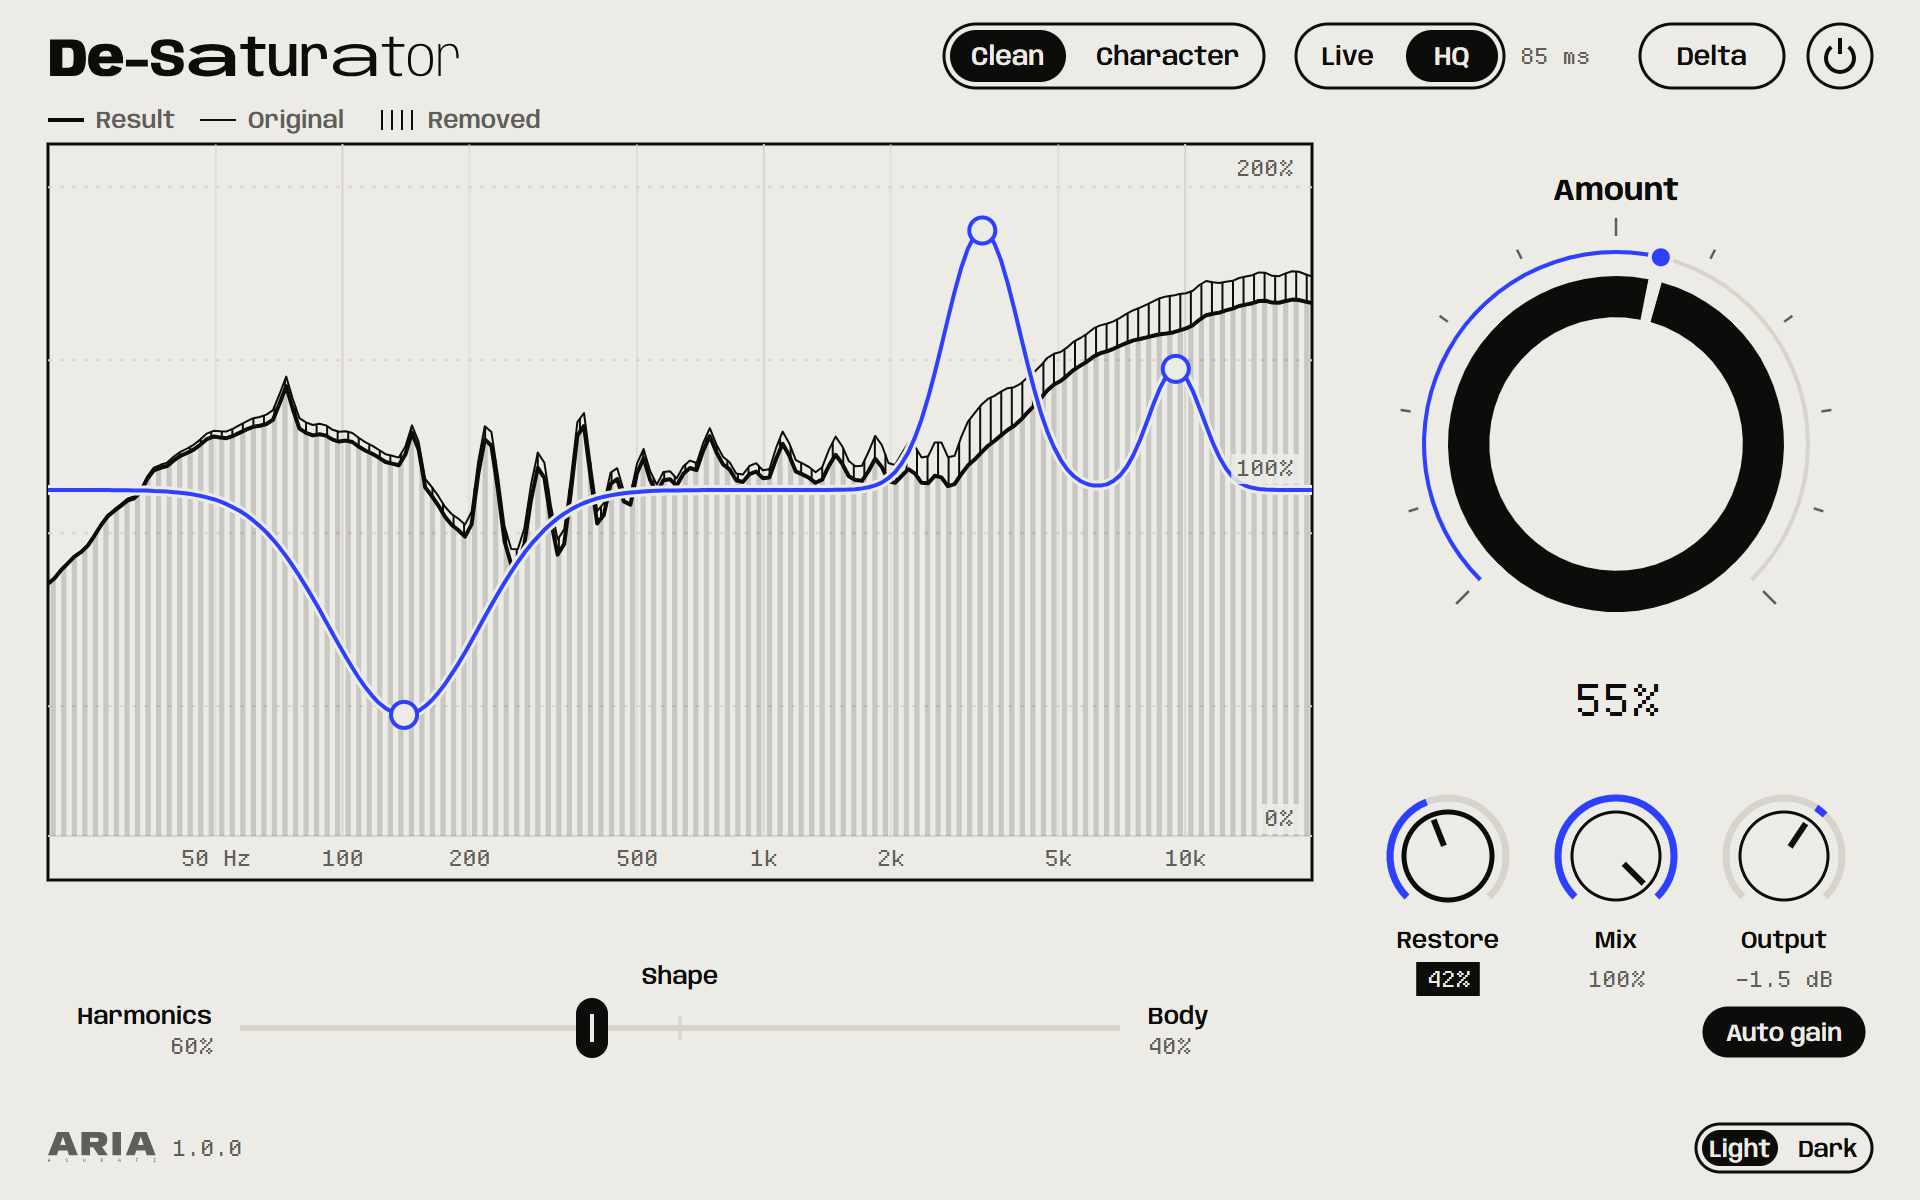 De-Saturator
Clean Character Live HQ 85 ms Delta
Result Original Removed
200%
100%
0%
50 Hz 100 200 500 1k 2k 5k 10k
Amount
55%
Restore Mix Output
42% 100% -1.5 dB
Auto gain
Shape
Harmonics Body
60% 40%
ARIA 1.0.0
Light Dark